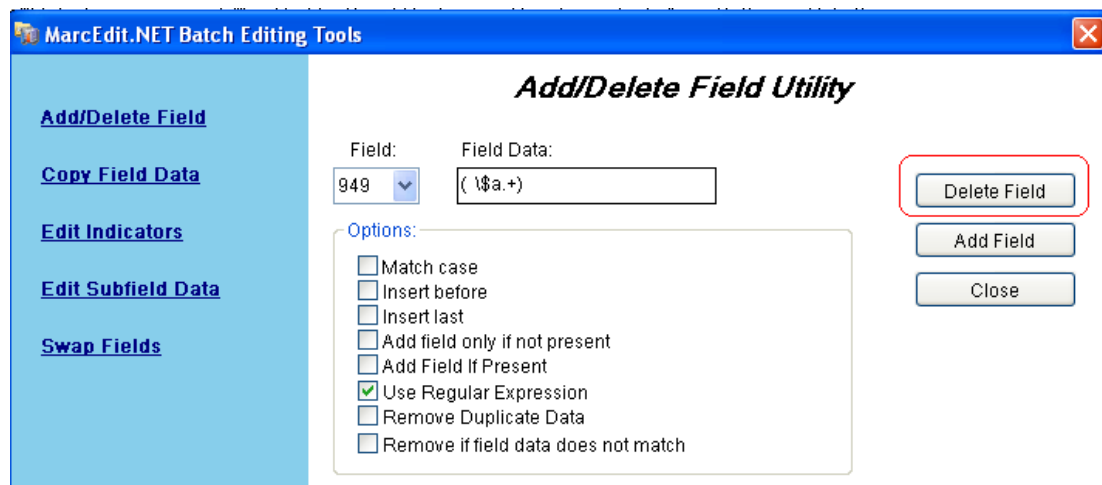 MarcEdit.NET Batch Editing Tools
Add/Delete Field Utility
Add/Delete Field
Copy Field Data
Edit Indicators
Edit Subfield Data
Swap Fields
Field: Field Data:
949 ( \$a.+)
Delete Field
Add Field
Close
Options:
Match case
Insert before
Insert last
Add field only if not present
Add Field If Present
Use Regular Expression
Remove Duplicate Data
Remove if field data does not match